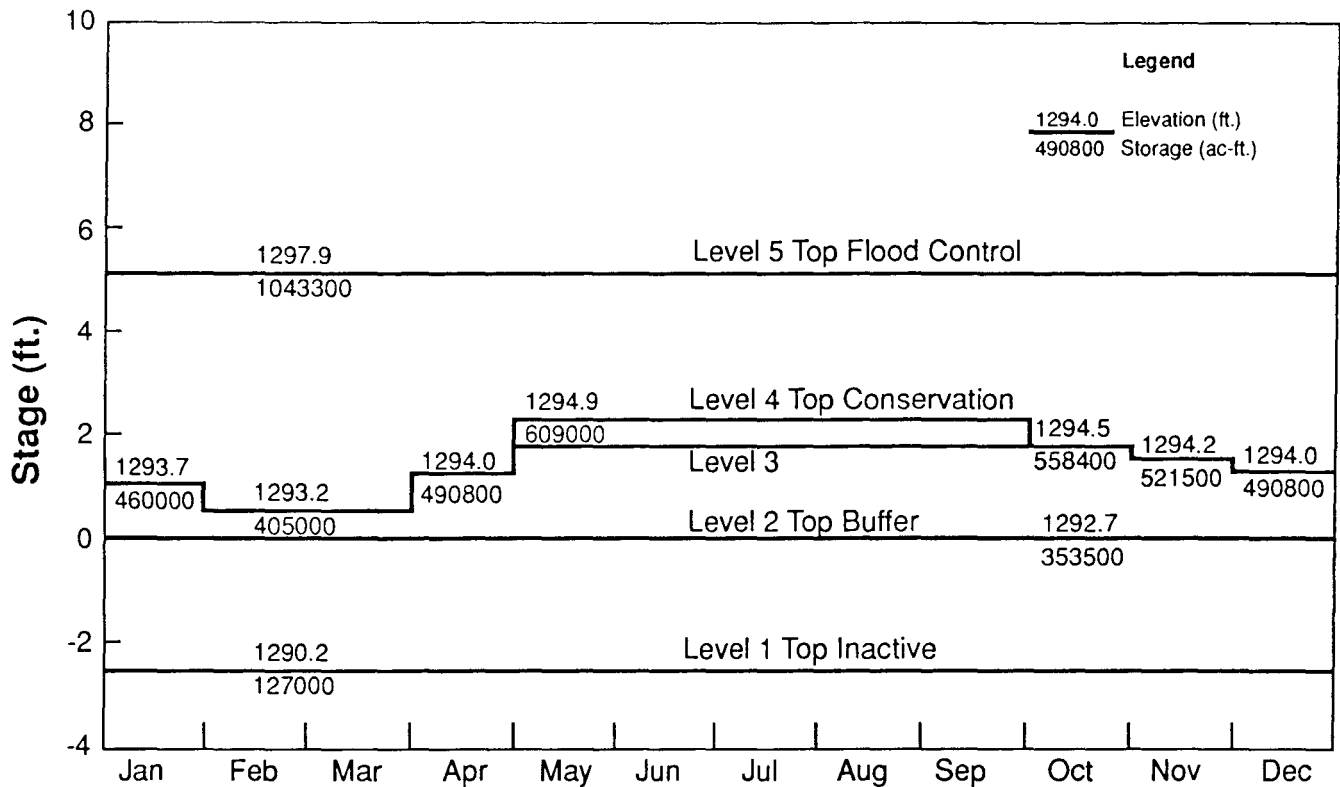 10
8
6
4
2
0
-2
-4
Stage (ft.)
Legend
1294.0 Elevation (ft.)
490800 Storage (ac-ft.)
1297.9
1043300
Level 5 Top Flood Control
1294.9
609000
Level 4 Top Conservation
Level 3
1293.7
460000
1293.2
405000
1294.0
490800
1294.5
558400
1294.2
521500
1294.0
490800
Level 2 Top Buffer
1292.7
353500
1290.2
127000
Level 1 Top Inactive
Jan Feb Mar Apr May Jun Jul Aug Sep Oct Nov Dec